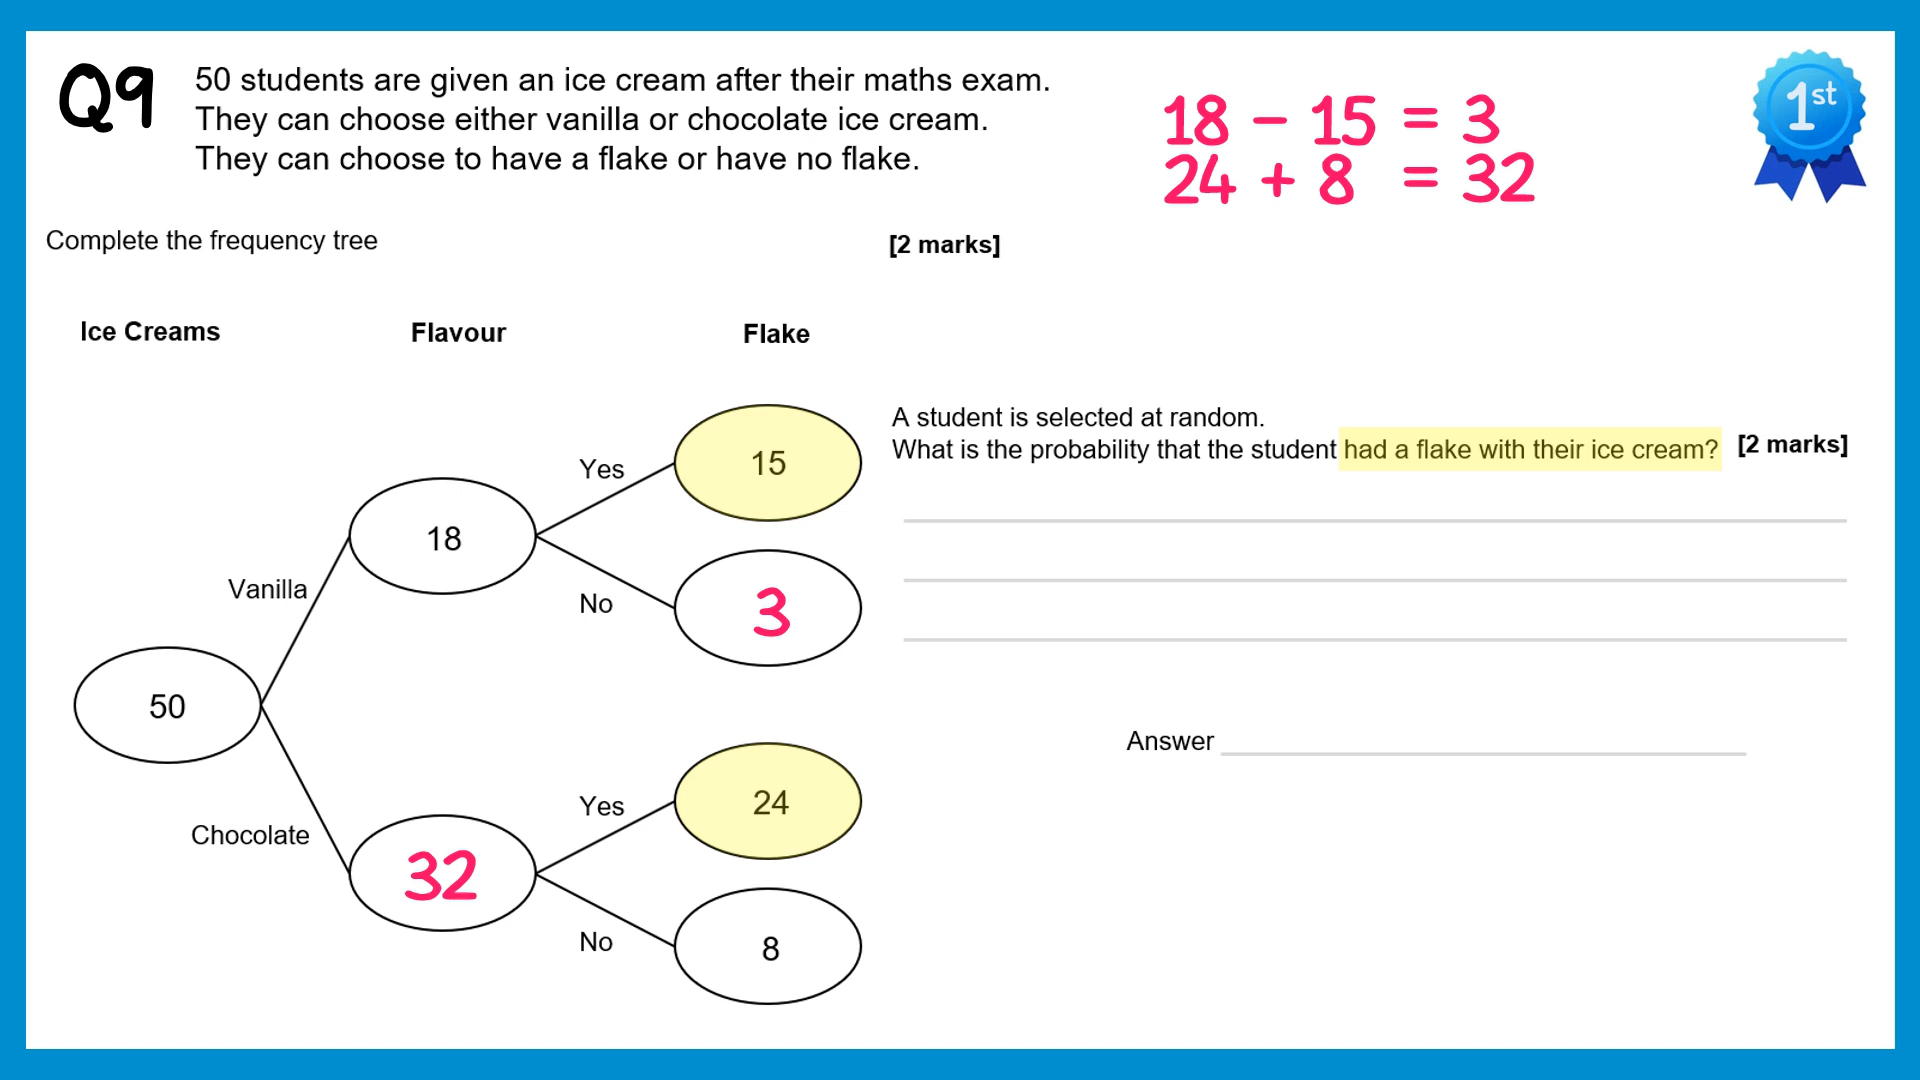 Q9
50 students are given an ice cream after their maths exam.
They can choose either vanilla or chocolate ice cream.
They can choose to have a flake or have no flake.
18 - 15 = 3
24 + 8 = 32
1st
Complete the frequency tree
[2 marks]
Ice Creams
Flavour
Flake
A student is selected at random.
What is the probability that the student had a flake with their ice cream? [2 marks]
Yes
15
18
Vanilla
No
3
50
Answer
Yes
24
Chocolate
32
No
8